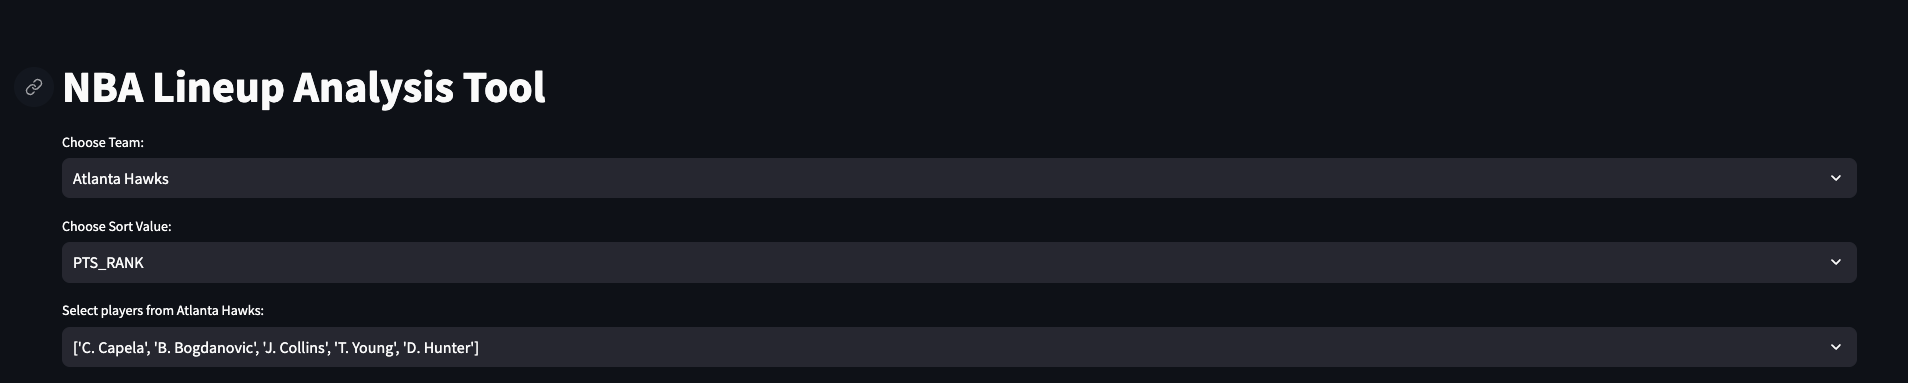 NBA Lineup Analysis Tool
Choose Team:
Atlanta Hawks
Choose Sort Value:
PTS_RANK
Select players from Atlanta Hawks:
['C. Capela', 'B. Bogdanovic', 'J. Collins', 'T. Young', 'D. Hunter']